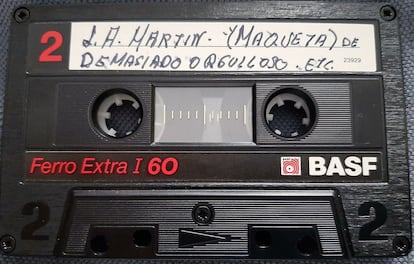 2
J.A. MARTIN. (MAQUETA) DE
DEMASIADO ORGULLOSO. ETC.
23929
Ferro Extra I 60
BASF
2
2